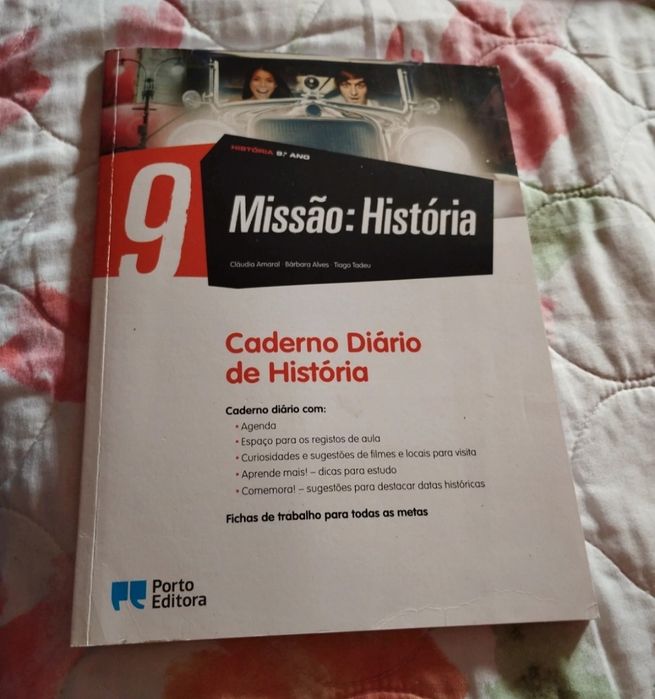 HISTÓRIA 9.º ANO
9
Missão: História
Cláudia Amaral · Bárbara Alves · Tiago Tadeu
Caderno Diário
de História
Caderno diário com:
• Agenda
• Espaço para os registos de aula
• Curiosidades e sugestões de filmes e locais para visita
• Aprende mais! – dicas para estudo
• Comemora! – sugestões para destacar datas históricas
Fichas de trabalho para todas as metas
Porto
Editora